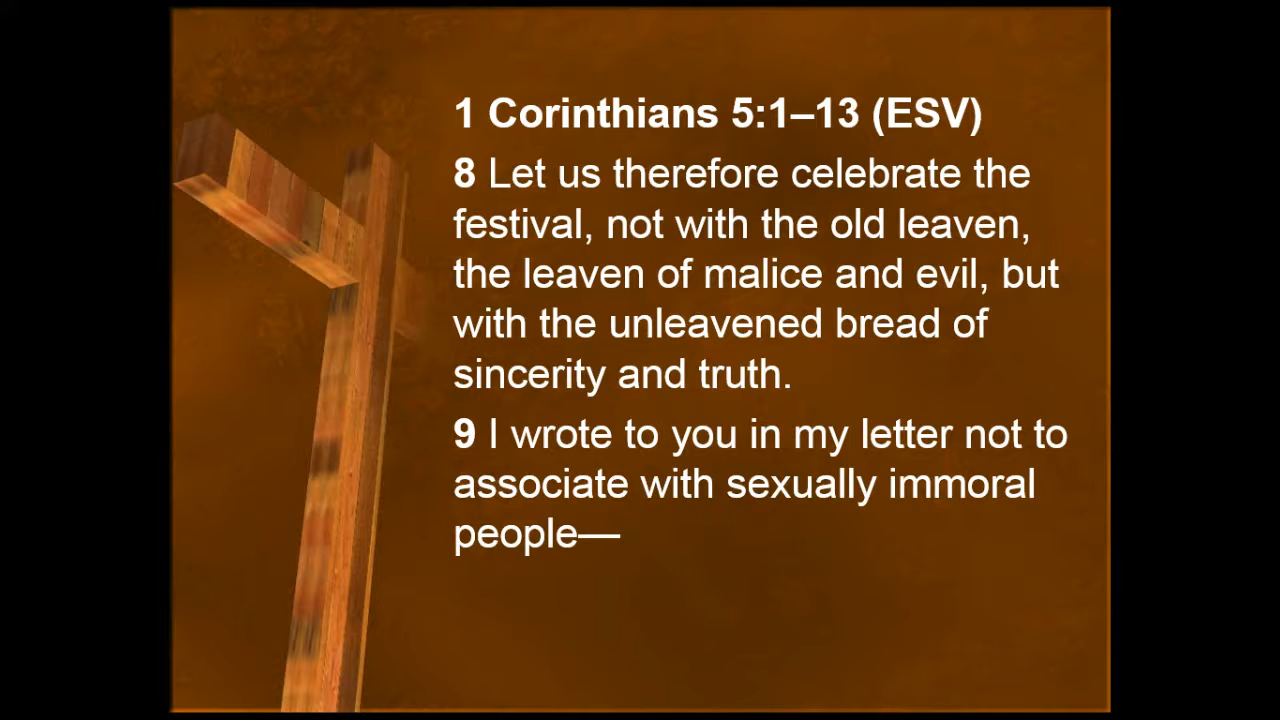 1 Corinthians 5:1–13 (ESV)
8 Let us therefore celebrate the
festival, not with the old leaven,
the leaven of malice and evil, but
with the unleavened bread of
sincerity and truth.
9 I wrote to you in my letter not to
associate with sexually immoral
people—